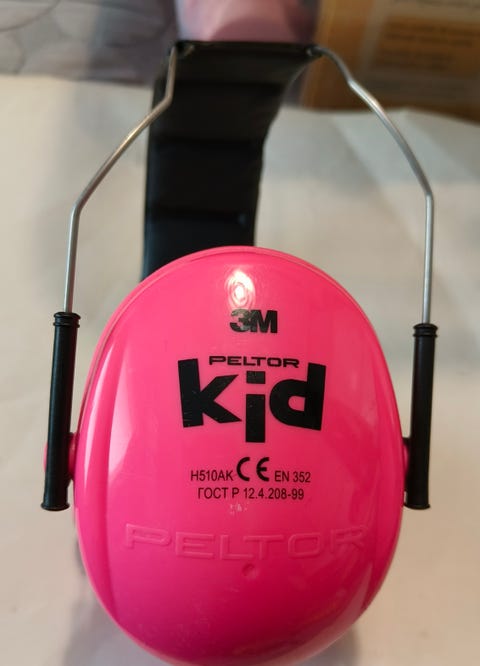 3M
PELTOR
kid
H510AK CE EN 352
ГОСТ Р 12.4.208-99
PELTOR